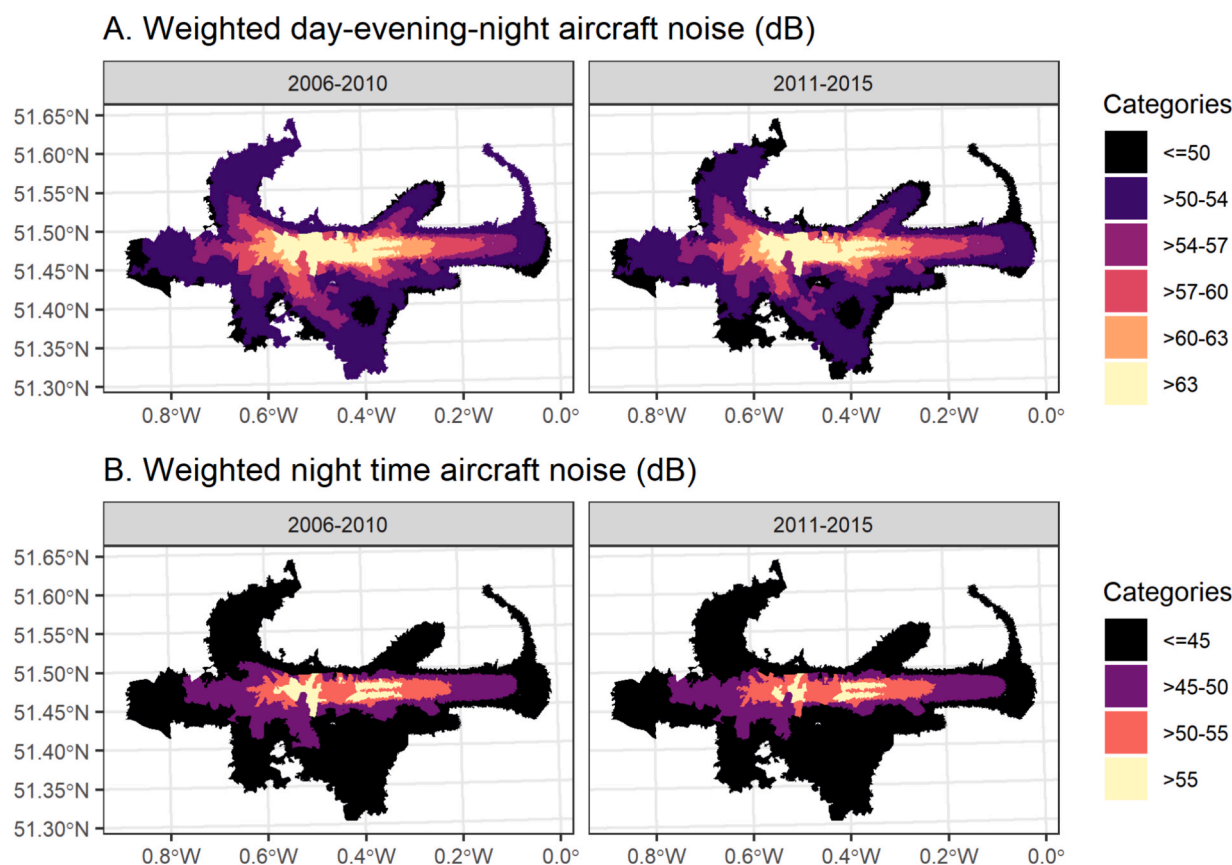 A. Weighted day-evening-night aircraft noise (dB)
2006-2010
2011-2015
51.65°N
51.60°N
51.55°N
51.50°N
51.45°N
51.40°N
51.35°N
51.30°N
0.8°W 0.6°W 0.4°W 0.2°W 0.0°
0.8°W 0.6°W 0.4°W 0.2°W 0.0°
Categories
<=50
>50-54
>54-57
>57-60
>60-63
>63
B. Weighted night time aircraft noise (dB)
2006-2010
2011-2015
51.65°N
51.60°N
51.55°N
51.50°N
51.45°N
51.40°N
51.35°N
51.30°N
0.8°W 0.6°W 0.4°W 0.2°W 0.0°
0.8°W 0.6°W 0.4°W 0.2°W 0.0°
Categories
<=45
>45-50
>50-55
>55